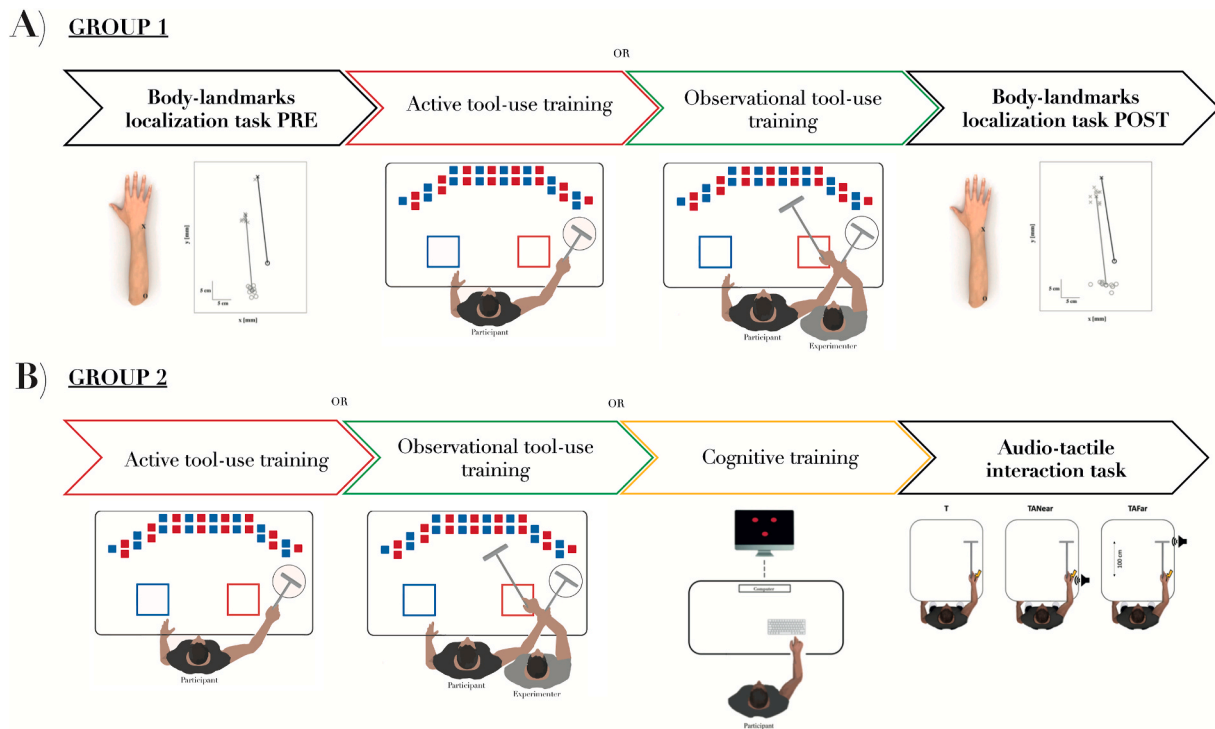 A) GROUP 1
OR
Body-landmarks
localization task PRE
Active tool-use training
Observational tool-use
training
Body-landmarks
localization task POST
X
O
y [mm]
5 cm
5 cm
x [mm]
Participant
Participant
Experimenter
X
O
y [mm]
5 cm
5 cm
x [mm]
B) GROUP 2
OR
OR
Active tool-use training
Observational tool-use
training
Cognitive training
Audio-tactile
interaction task
Participant
Participant
Experimenter
Computer
Participant
T
TANear
TAFar
100 cm